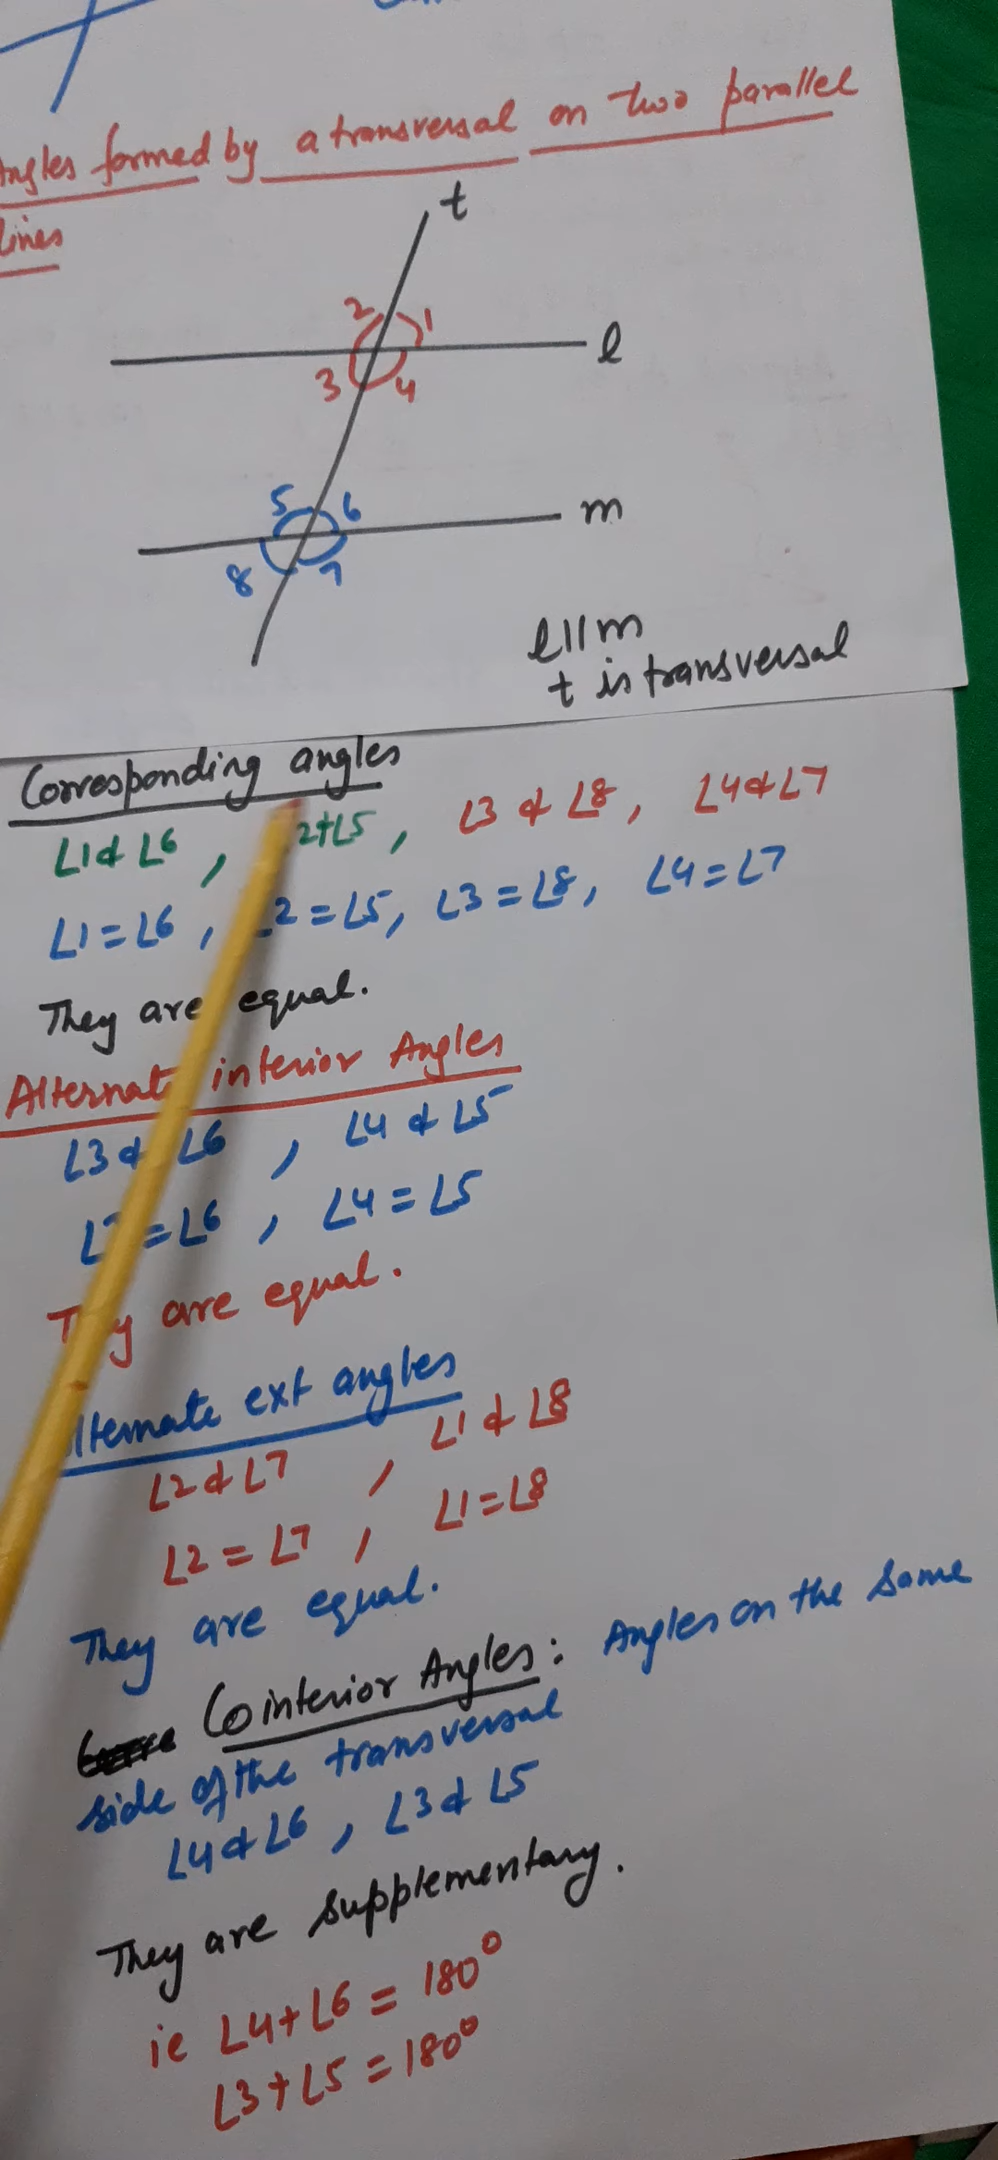 Angles formed by a transversal on two parallel
lines
t
2 1
l
3 4
5 6
m
8 7
l||m
t is transversal
Corresponding angles
∠1 & ∠6 , 2 & ∠5 , ∠3 & ∠8 , ∠4 & ∠7
∠1 = ∠6 , ∠2 = ∠5, ∠3 = ∠8, ∠4 = ∠7
They are equal.
Alternate interior Angles
∠3 & ∠6 , ∠4 & ∠5
= ∠6 , ∠4 = ∠5
They are equal.
Alternate ext angles
∠2 & ∠7 , ∠1 & ∠8
∠2 = ∠7 , ∠1 = ∠8
They are equal.
Cointerior Angles : Angles on the same
side of the transversal
∠4 & ∠6 , ∠3 & ∠5
They are supplementary.
ie ∠4 + ∠6 = 180°
∠3 + ∠5 = 180°